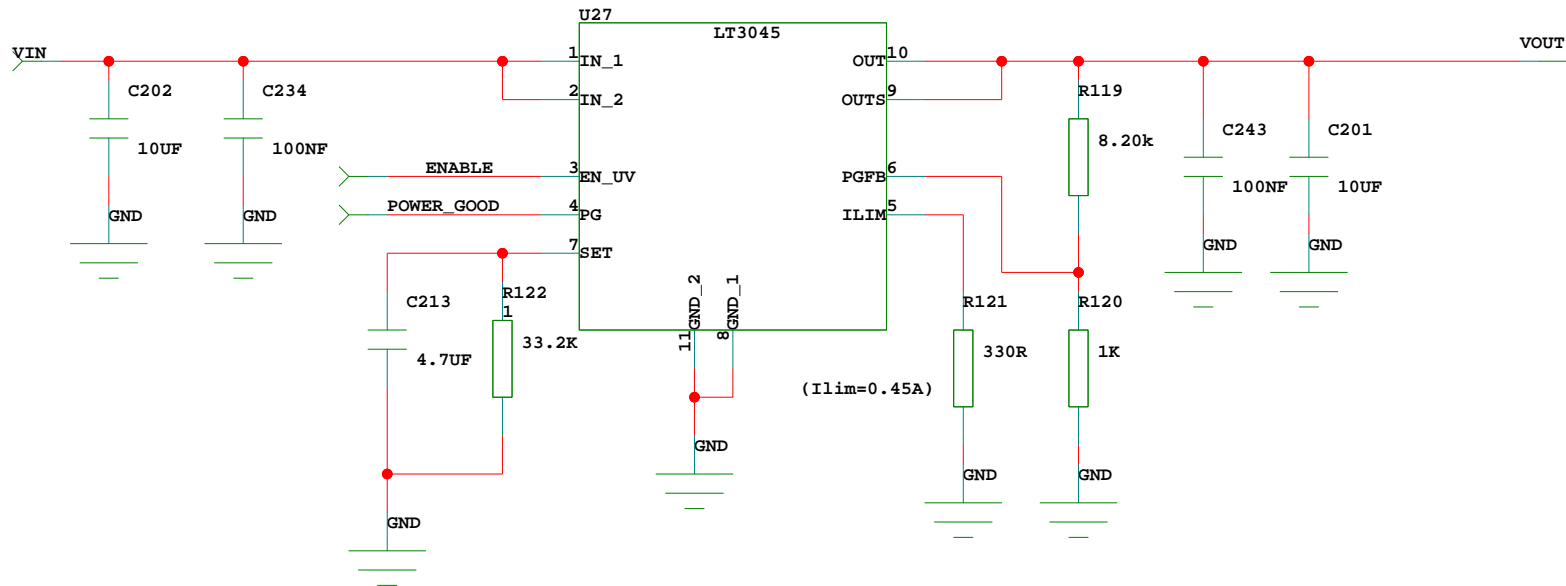 U27
LT3045
VIN
1 IN_1
OUT 10
VOUT
2 IN_2
OUTS 9
C202
C234
R119
10UF
100NF
8.20k
C243
C201
ENABLE
3 EN_UV
PGFB 6
100NF
10UF
POWER_GOOD
4 PG
ILIM 5
GND
GND
7 SET
GND
GND
C213
R122
1
GND_2
GND_1
R121
R120
4.7UF
33.2K
11
8
330R
1K
(Ilim=0.45A)
GND
GND
GND
GND